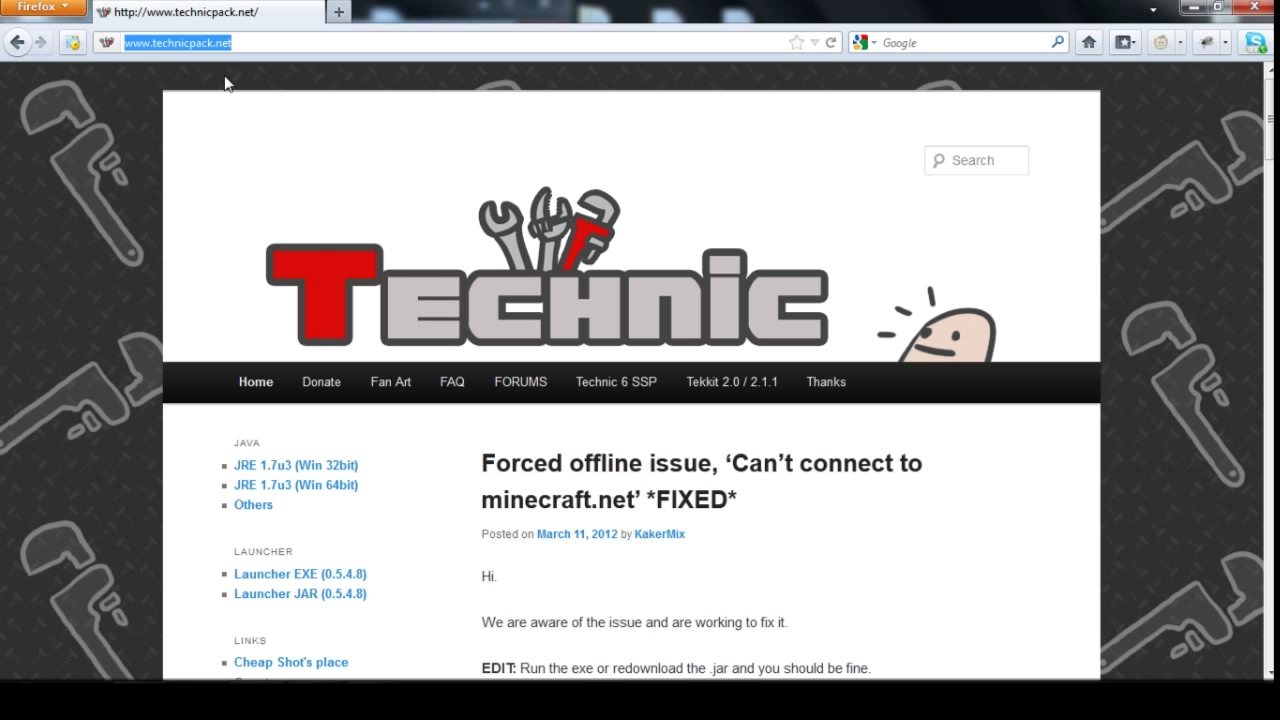 Firefox
http://www.technicpack.net/
www.technicpack.net
Google
Search
Technic
Home Donate Fan Art FAQ FORUMS Technic 6 SSP Tekkit 2.0 / 2.1.1 Thanks
JAVA
JRE 1.7u3 (Win 32bit)
JRE 1.7u3 (Win 64bit)
Others
LAUNCHER
Launcher EXE (0.5.4.8)
Launcher JAR (0.5.4.8)
LINKS
Cheap Shot's place
Forced offline issue, ‘Can’t connect to
minecraft.net’ *FIXED*
Posted on March 11, 2012 by KakerMix
Hi.
We are aware of the issue and are working to fix it.
EDIT: Run the exe or redownload the .jar and you should be fine.